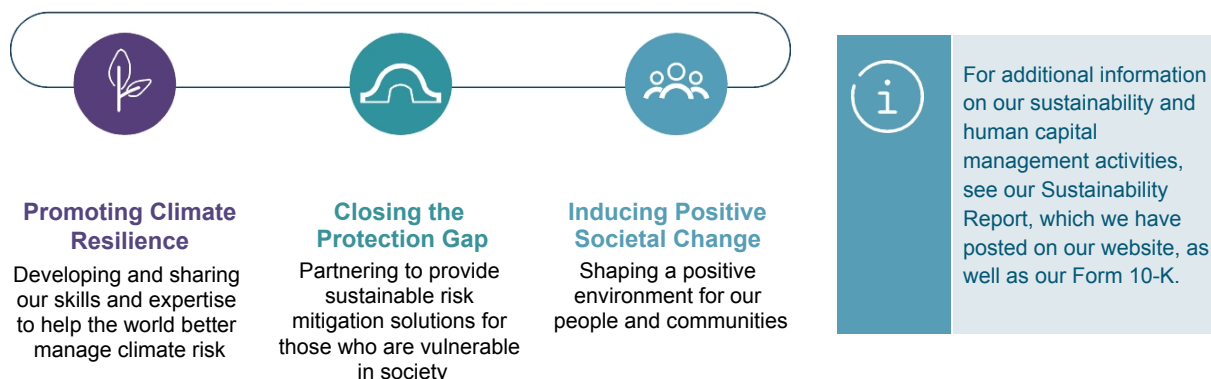 Promoting Climate
Resilience
Developing and sharing
our skills and expertise
to help the world better
manage climate risk
Closing the
Protection Gap
Partnering to provide
sustainable risk
mitigation solutions for
those who are vulnerable
in society
Inducing Positive
Societal Change
Shaping a positive
environment for our
people and communities
i
For additional information
on our sustainability and
human capital
management activities,
see our Sustainability
Report, which we have
posted on our website, as
well as our Form 10-K.